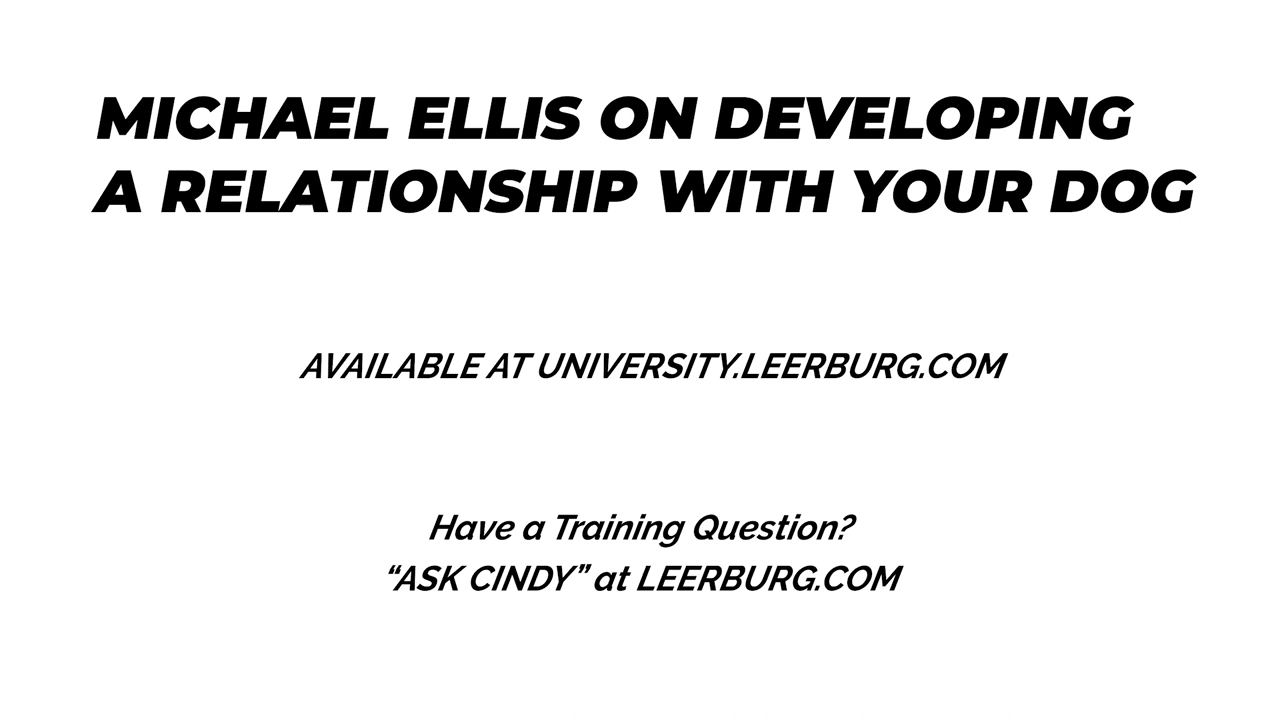 MICHAEL ELLIS ON DEVELOPING
A RELATIONSHIP WITH YOUR DOG
AVAILABLE AT UNIVERSITY.LEERBURG.COM
Have a Training Question?
“ASK CINDY” at LEERBURG.COM